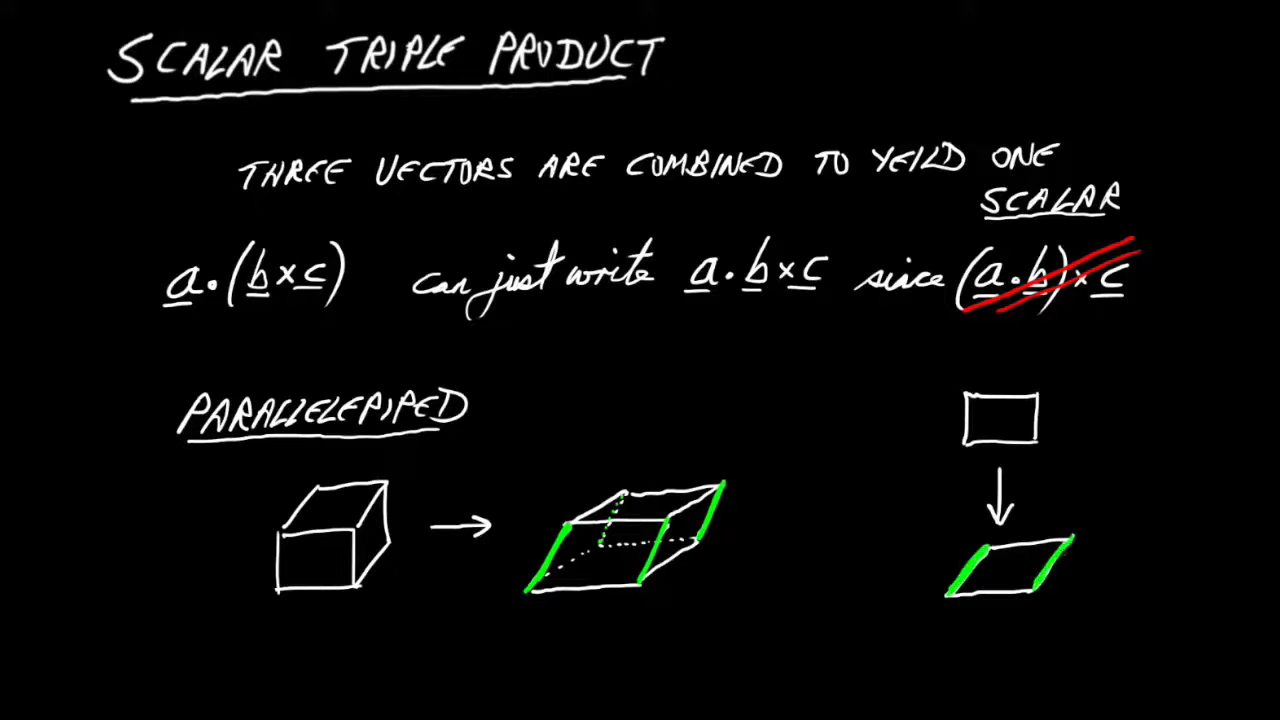 SCALAR TRIPLE PRODUCT
THREE VECTORS ARE COMBINED TO YEILD ONE
SCALAR
a·(b×c) can just write a·b×c since (a·b)×c
PARALLELEPIPED